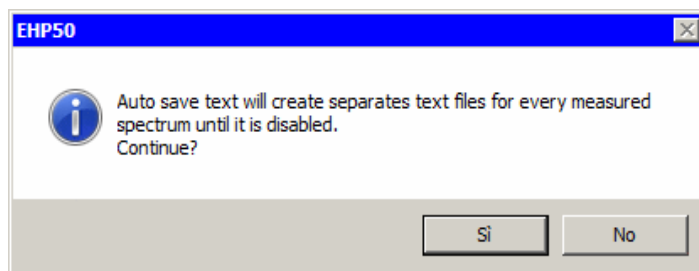 EHP50
Auto save text will create separates text files for every measured
spectrum until it is disabled.
Continue?
Sì
No